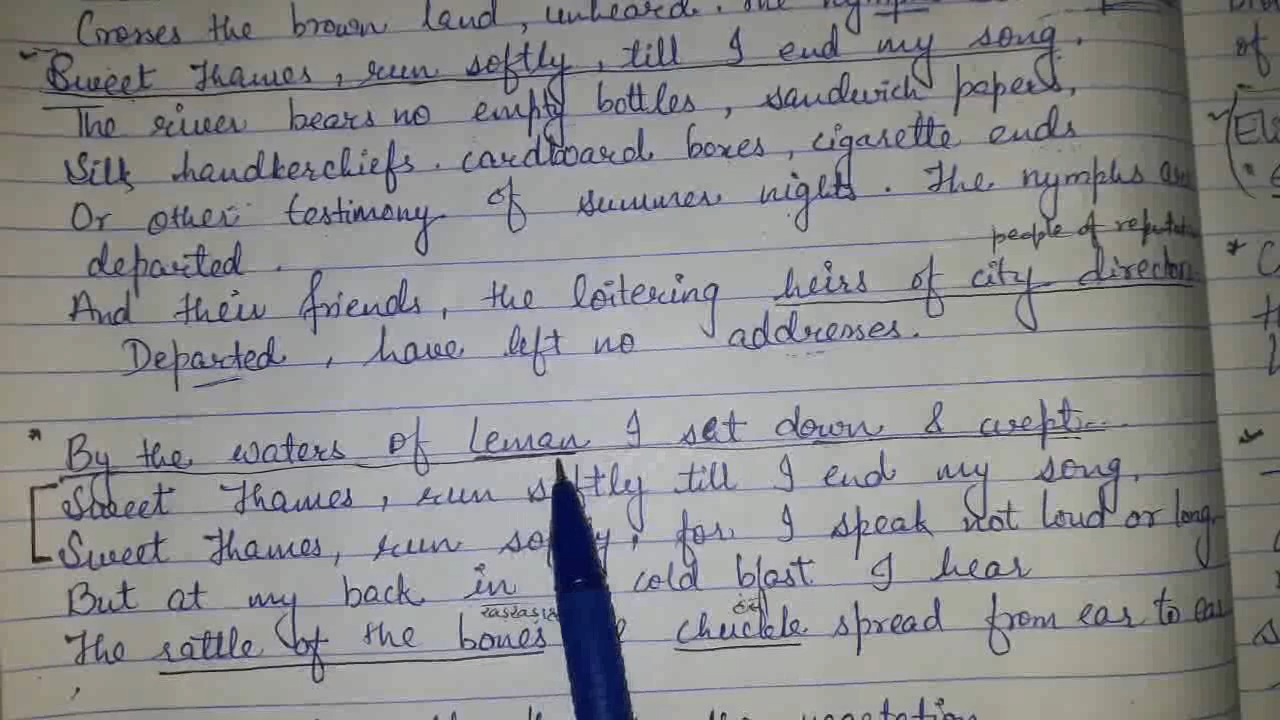 Crosses the brown land, unheard. The nymphs
Sweet Thames, run softly, till I end my song.
The river bears no empty bottles, sandwich papers,
Silk handkerchiefs. cardboard boxes, cigarette ends
Or other testimony of summer nights. The nymphs are
departed.
people of
And their friends, the loitering heirs of city director
Departed, have left no addresses.
* By the waters of Leman I sat down & wept..
Sweet Thames, run softly till I end my song,
Sweet Thames, run softly, for I speak not loud or long.
But at my back in cold blast I hear
The rattle of the bones chuckle spread from ear to ear
of